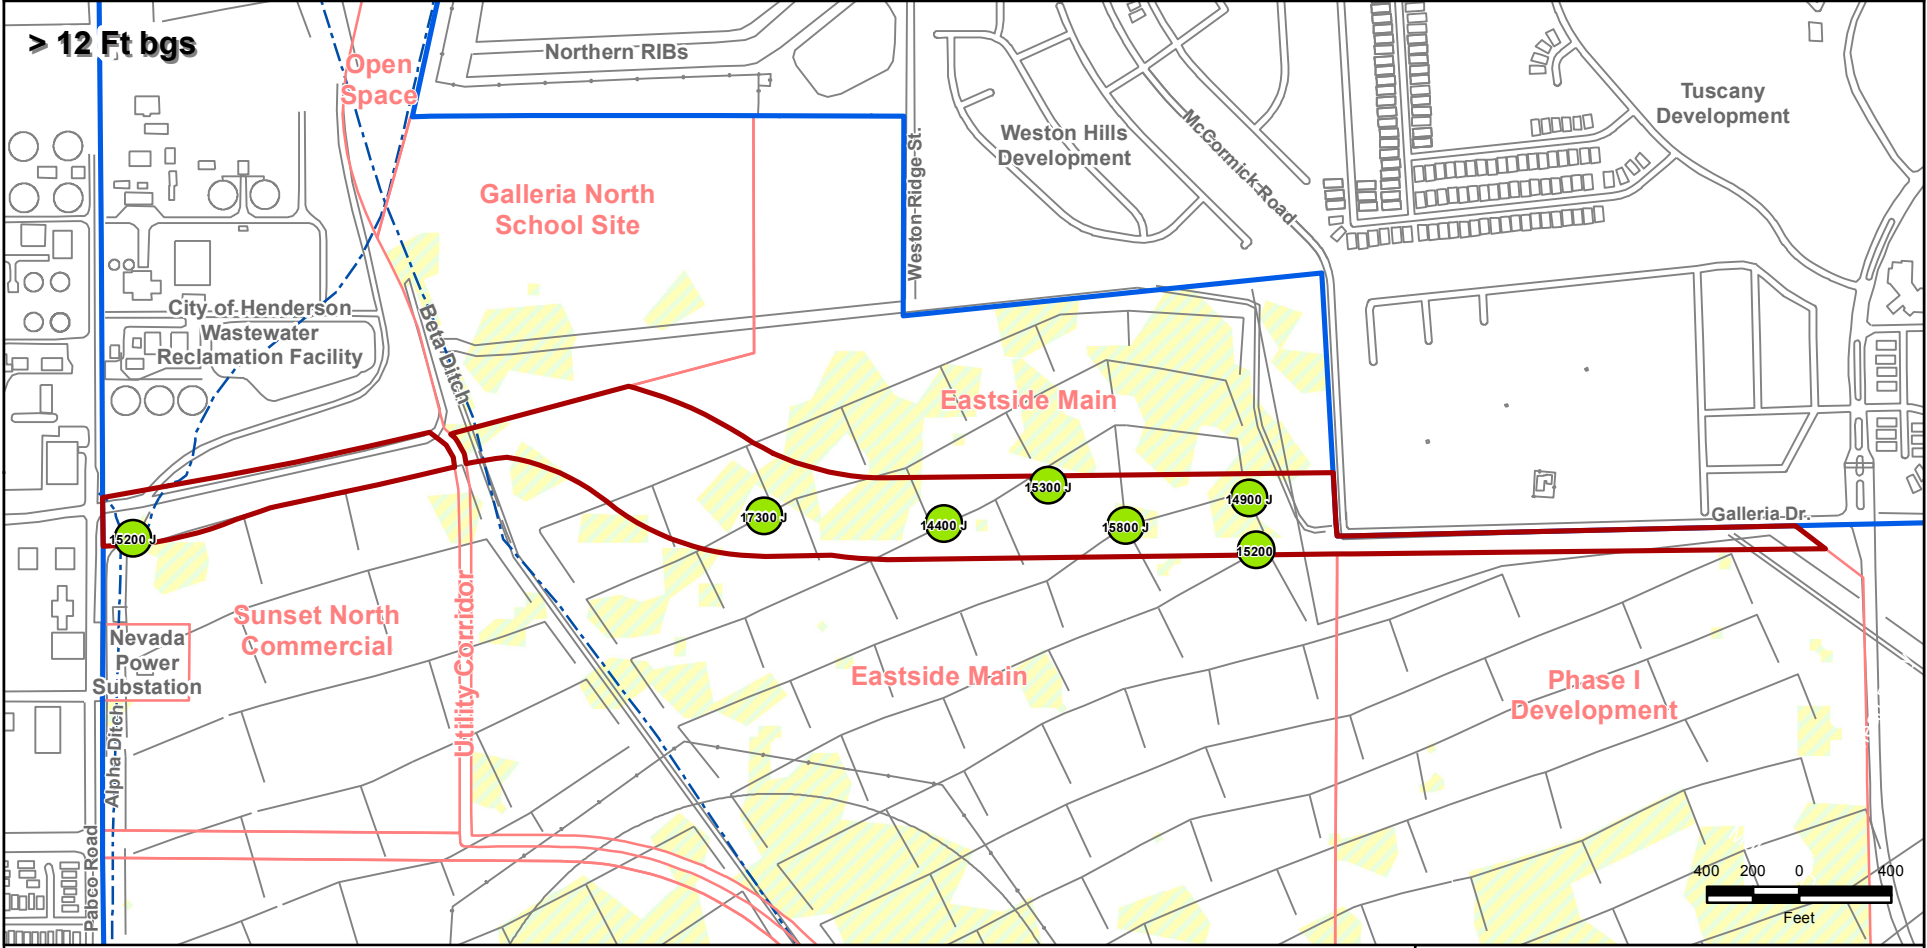 > 12 Ft bgs
Open
Space
Northern RIBs
Tuscany
Development
Weston Hills
Development
McCormick Road
Weston Ridge St.
Galleria North
School Site
City of Henderson
Wastewater
Reclamation Facility
Beta Ditch
Eastside Main
15300 J
14900 J
17300 J
14400 J
15800 J
15200 J
15200
Galleria Dr.
Sunset North
Commercial
Utility Corridor
Nevada
Power
Substation
Eastside Main
Phase I
Development
Alpha Ditch
Pabco Road
400 200 0 400
Feet